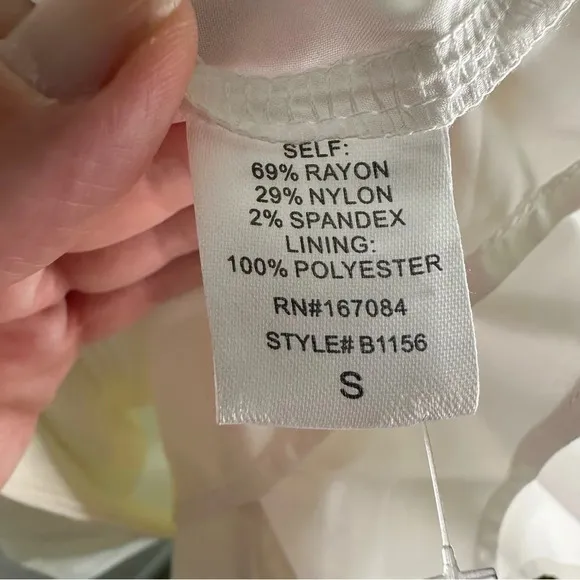 SELF:
69% RAYON
29% NYLON
2% SPANDEX
LINING:
100% POLYESTER
RN#167084
STYLE# B1156
S